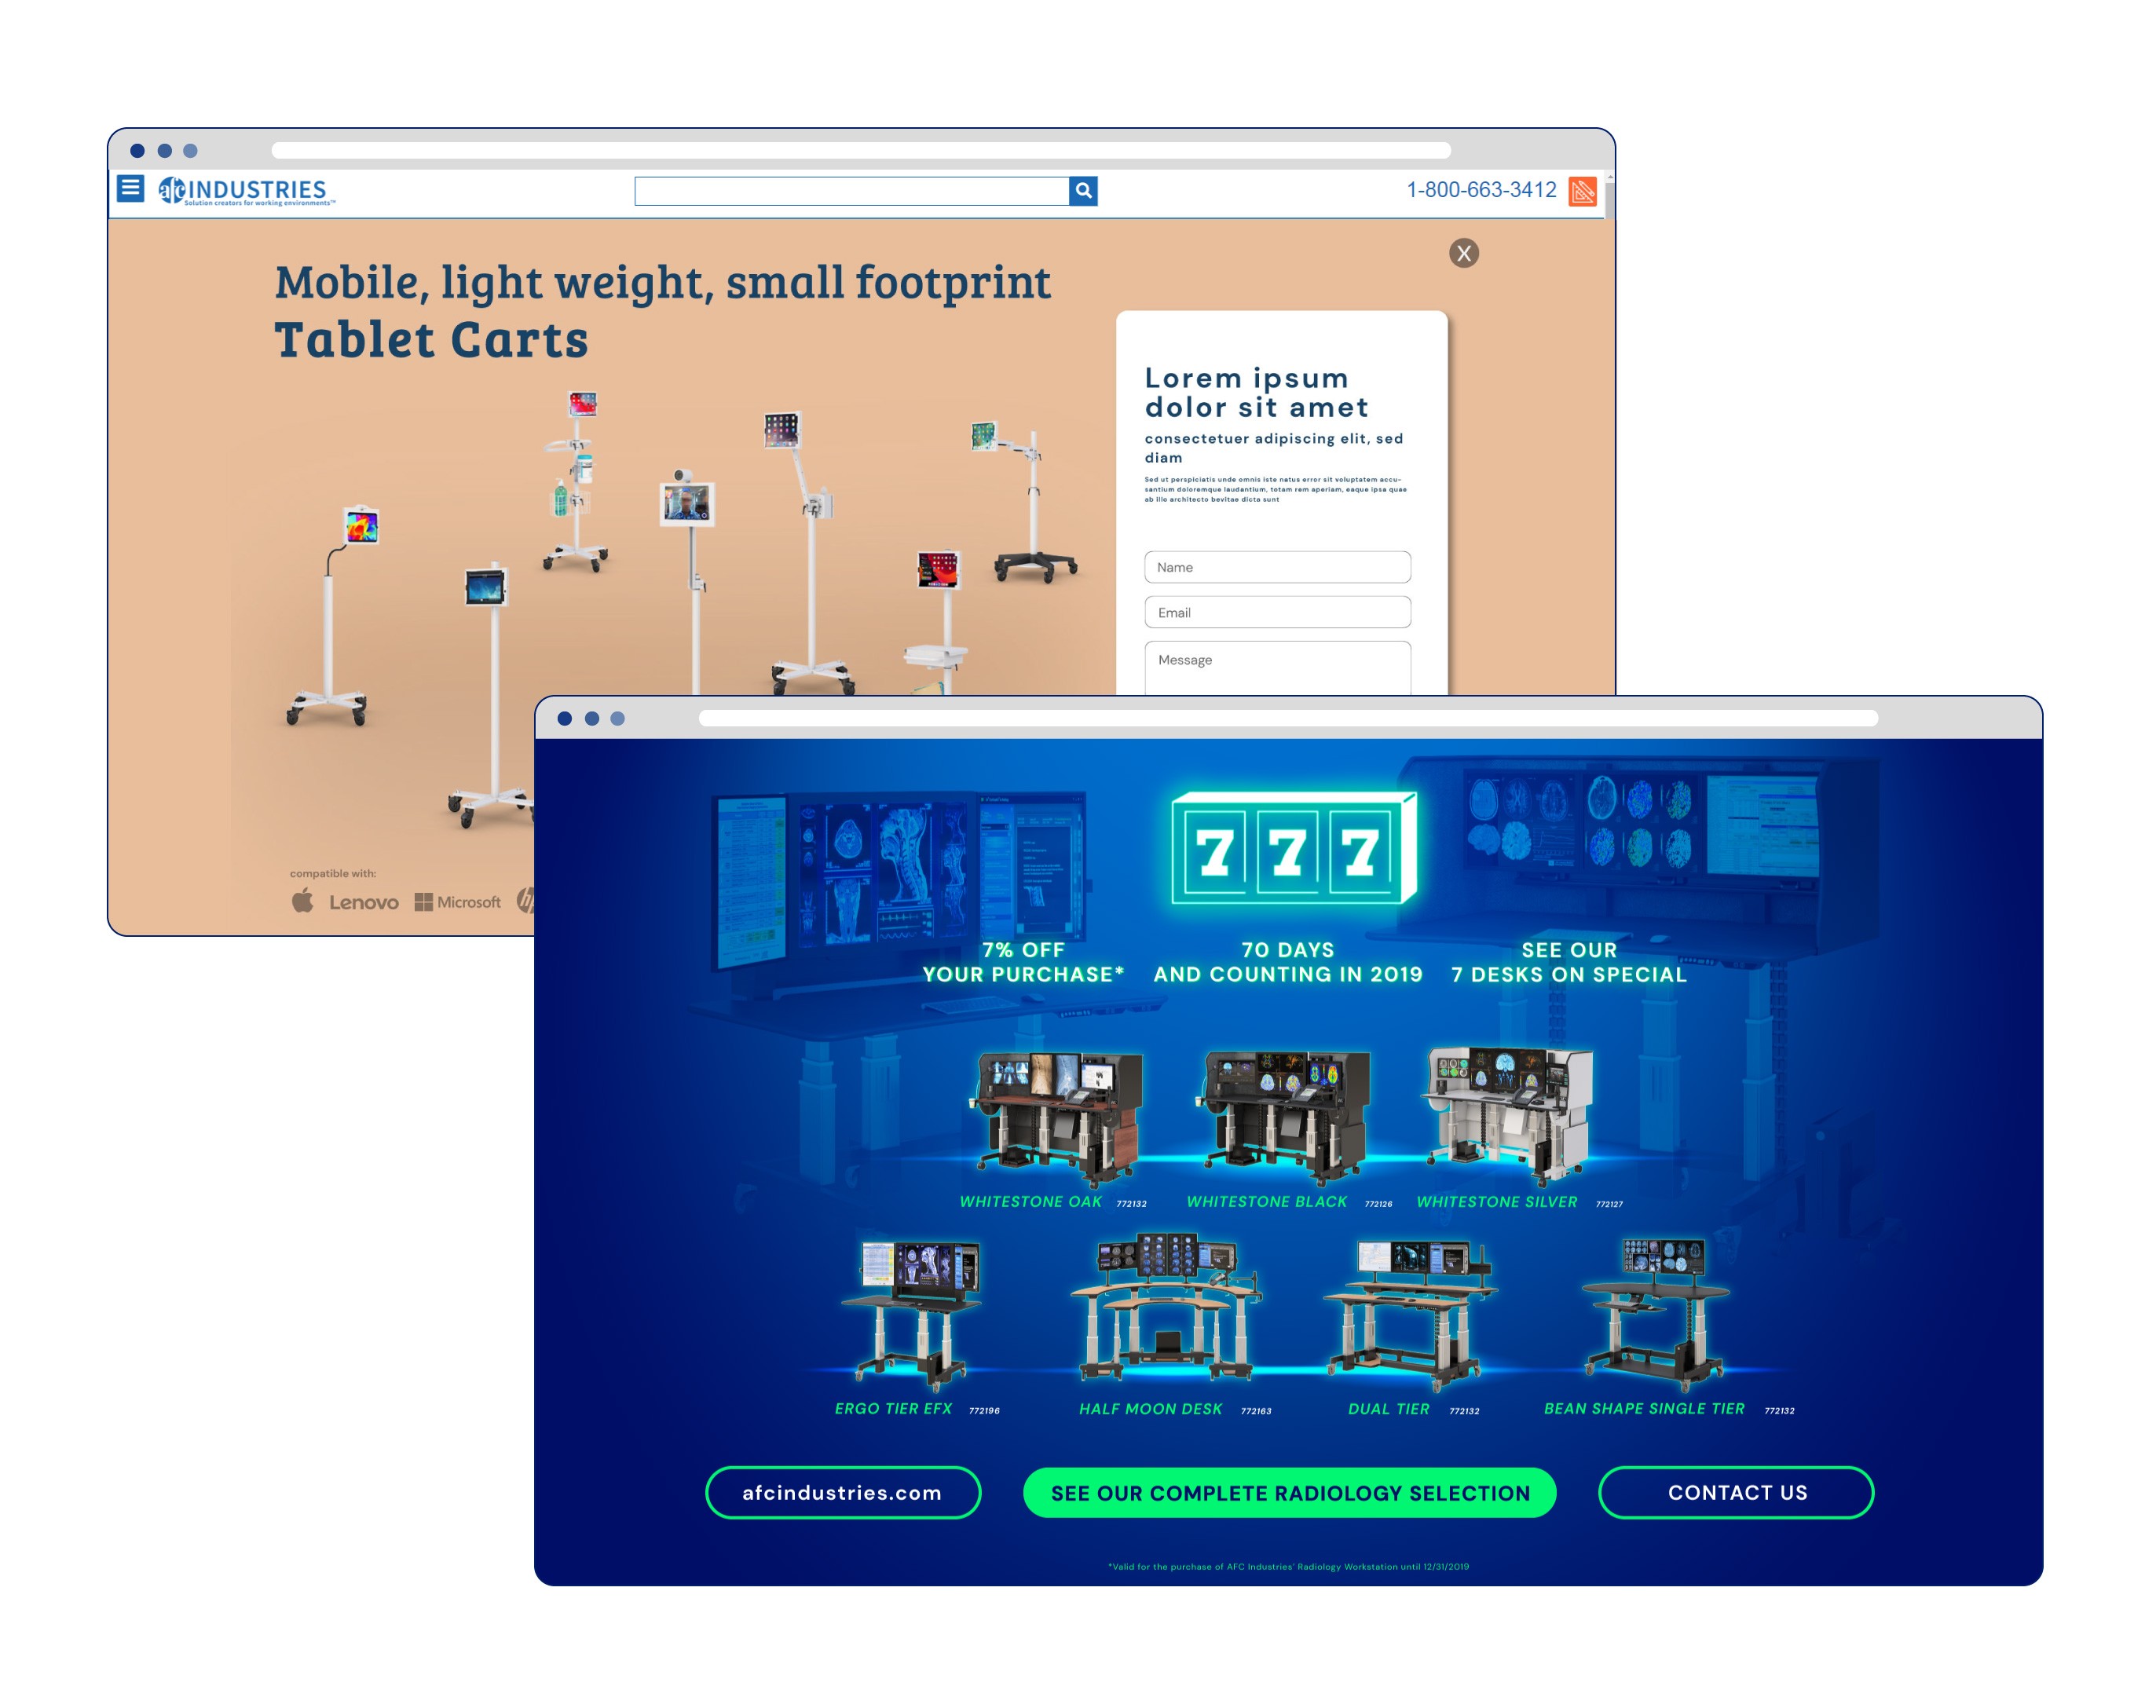 afc INDUSTRIES
Solution creators for working environments™
1-800-663-3412
X
Mobile, light weight, small footprint
Tablet Carts
Lorem ipsum
dolor sit amet
consectetuer adipiscing elit, sed
diam
Sed ut perspiciatis unde omnis iste natus error sit voluptatem accu-
santium doloremque laudantium, totam rem aperiam, eaque ipsa quae
ab illo architecto bevitae dicta sunt
Name
Email
Message
compatible with:
Lenovo Microsoft hp
7 7 7
7% OFF
YOUR PURCHASE*
70 DAYS
AND COUNTING IN 2019
SEE OUR
7 DESKS ON SPECIAL
WHITESTONE OAK 772132
WHITESTONE BLACK 772126
WHITESTONE SILVER 772127
ERGO TIER EFX 772196
HALF MOON DESK 772163
DUAL TIER 772132
BEAN SHAPE SINGLE TIER 772132
afcindustries.com
SEE OUR COMPLETE RADIOLOGY SELECTION
CONTACT US
*Valid for the purchase of AFC Industries' Radiology Workstation until 12/31/2019